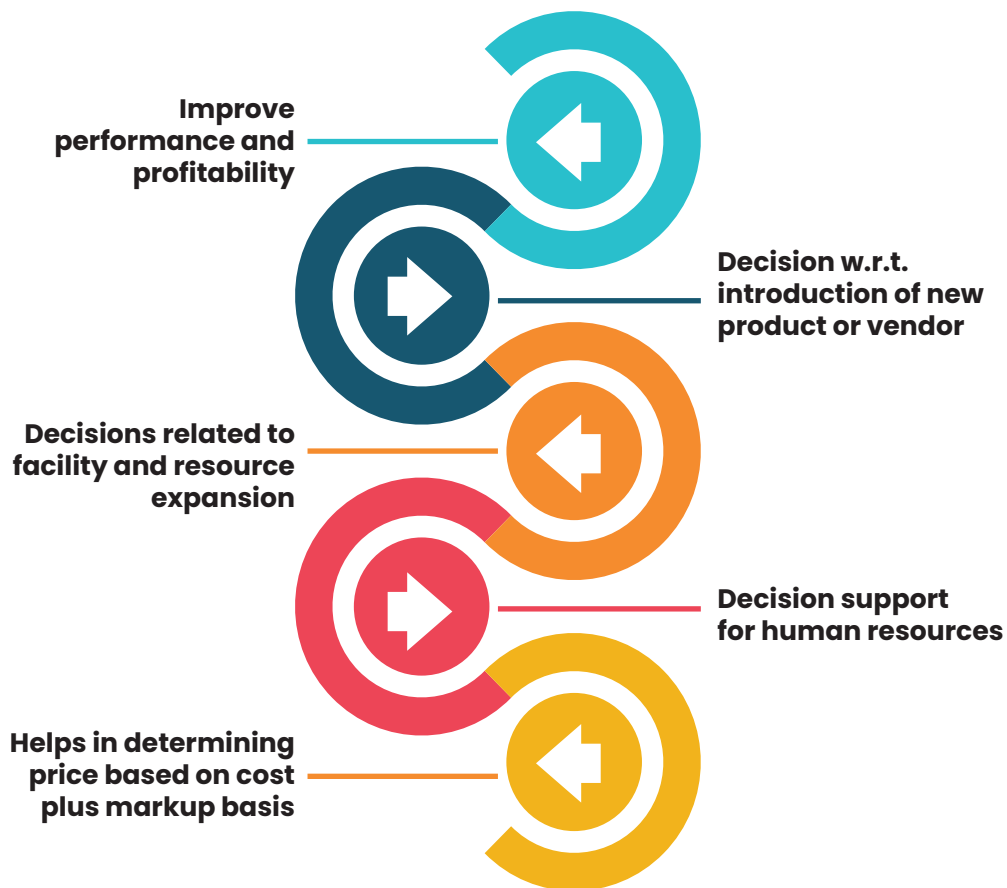 Improve
performance and
profitability
Decision w.r.t.
introduction of new
product or vendor
Decisions related to
facility and resource
expansion
Decision support
for human resources
Helps in determining
price based on cost
plus markup basis